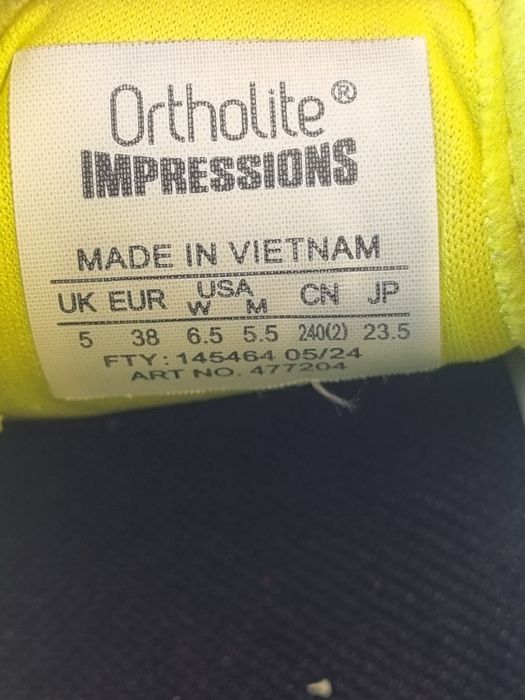 Ortholite®
IMPRESSIONS
MADE IN VIETNAM
UK EUR USA CN JP
W M
5 38 6.5 5.5 240(2) 23.5
FTY: 145464 05/24
ART NO. 477204